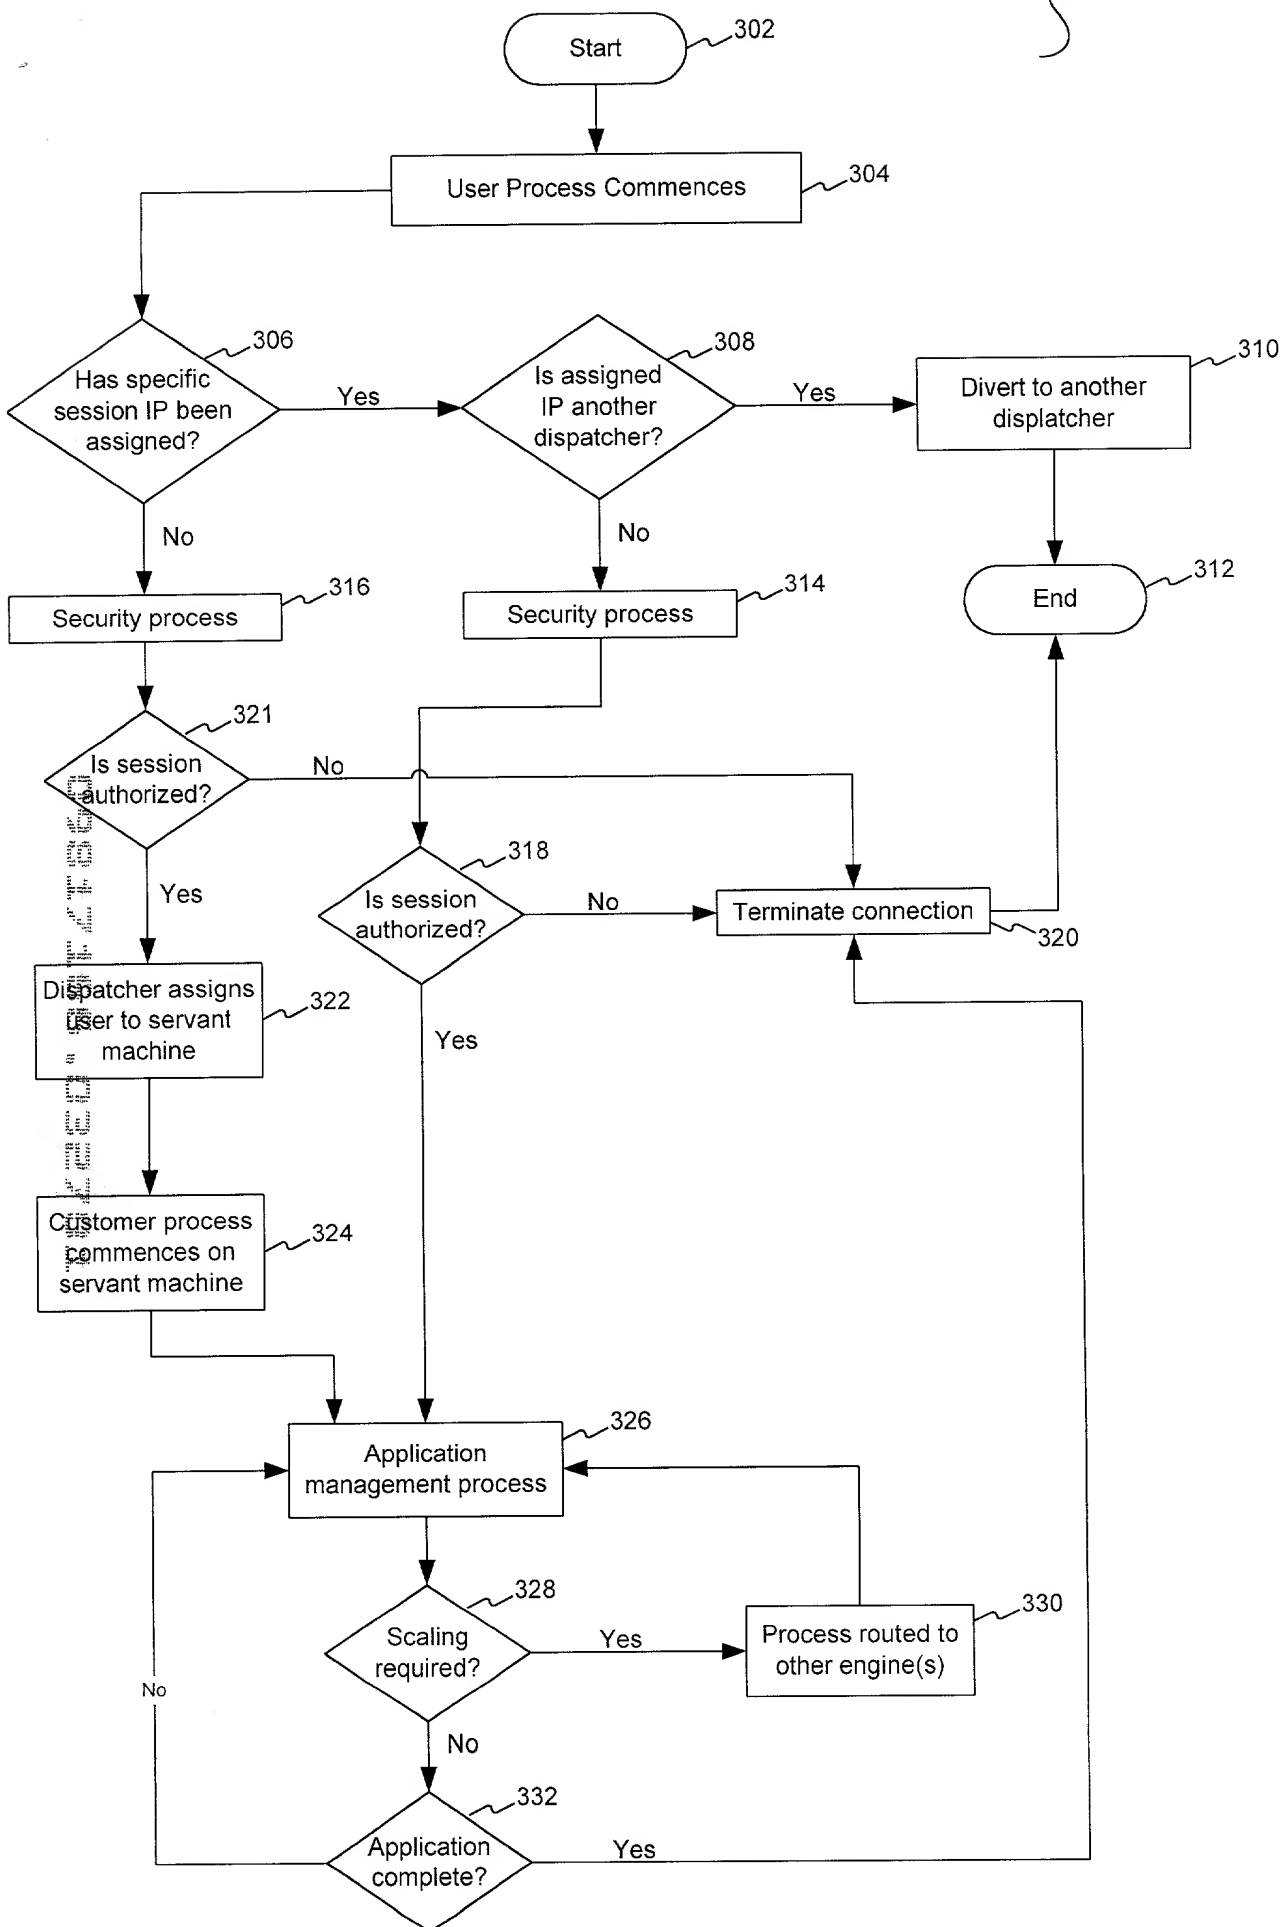 Start
302
User Process Commences
304
Has specific
session IP been
assigned?
306
Yes
Is assigned
IP another
dispatcher?
308
Yes
Divert to another
displatcher
310
No
No
Security process
316
Security process
314
End
312
Is session
authorized?
321
No
Yes
Is session
authorized?
318
No
Terminate connection
320
Dispatcher assigns
user to servant
machine
322
Yes
Customer process
commences on
servant machine
324
Application
management process
326
Scaling
required?
328
Yes
Process routed to
other engine(s)
330
No
No
Application
complete?
332
Yes